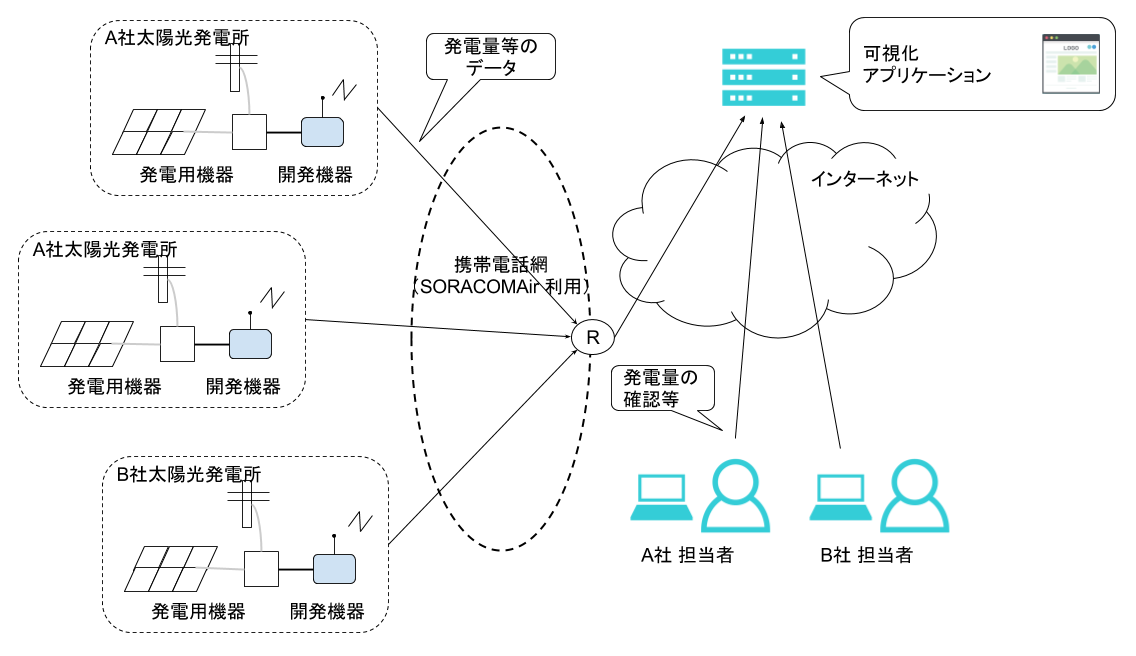 A社太陽光発電所
発電用機器
開発機器
発電量等の
データ
可視化
アプリケーション
LOGO
インターネット
A社太陽光発電所
発電用機器
開発機器
携帯電話網
（SORACOMAir 利用）
R
発電量の
確認等
B社太陽光発電所
発電用機器
開発機器
A社 担当者
B社 担当者